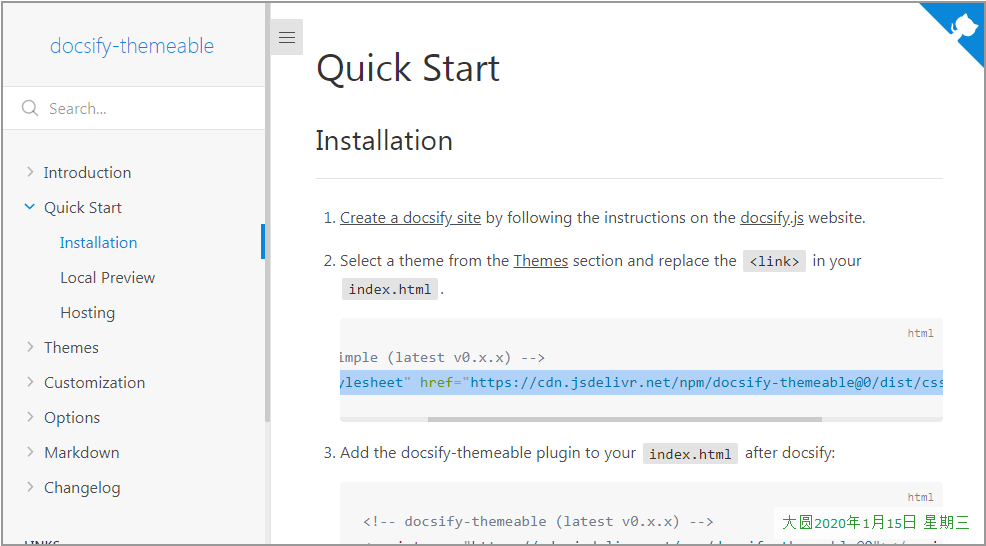 docsify-themeable
Search...
Introduction
Quick Start
Installation
Local Preview
Hosting
Themes
Customization
Options
Markdown
Changelog
Quick Start
Installation
1. Create a docsify site by following the instructions on the docsify.js website.
2. Select a theme from the Themes section and replace the <link> in your
index.html .
html
imple (latest v0.x.x) -->
ylesheet" href="https://cdn.jsdelivr.net/npm/docsify-themeable@0/dist/css
3. Add the docsify-themeable plugin to your index.html after docsify:
html
<!-- docsify-themeable (latest v0.x.x) -->
大圆2020年1月15日 星期三